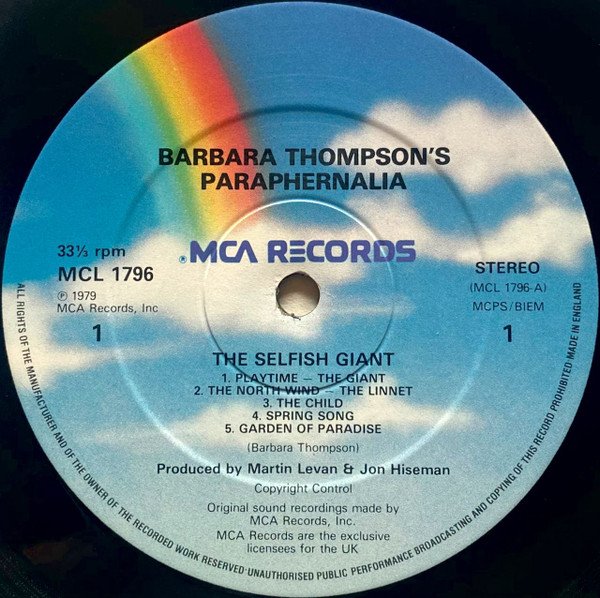 BARBARA THOMPSON'S
PARAPHERNALIA
33⅓ rpm
MCL 1796
℗ 1979
MCA Records, Inc
1
® MCA RECORDS
STEREO
(MCL 1796-A)
MCPS/BIEM
1
THE SELFISH GIANT
1. PLAYTIME – THE GIANT
2. THE NORTH WIND – THE LINNET
3. THE CHILD
4. SPRING SONG
5. GARDEN OF PARADISE
(Barbara Thompson)
Produced by Martin Levan & Jon Hiseman
Copyright Control
Original sound recordings made by
MCA Records, Inc.
MCA Records are the exclusive
licensees for the UK
ALL RIGHTS OF THE MANUFACTURER AND OF THE OWNER OF THE RECORDED WORK RESERVED·UNAUTHORISED PUBLIC PERFORMANCE BROADCASTING AND COPYING OF THIS RECORD PROHIBITED·MADE IN ENGLAND